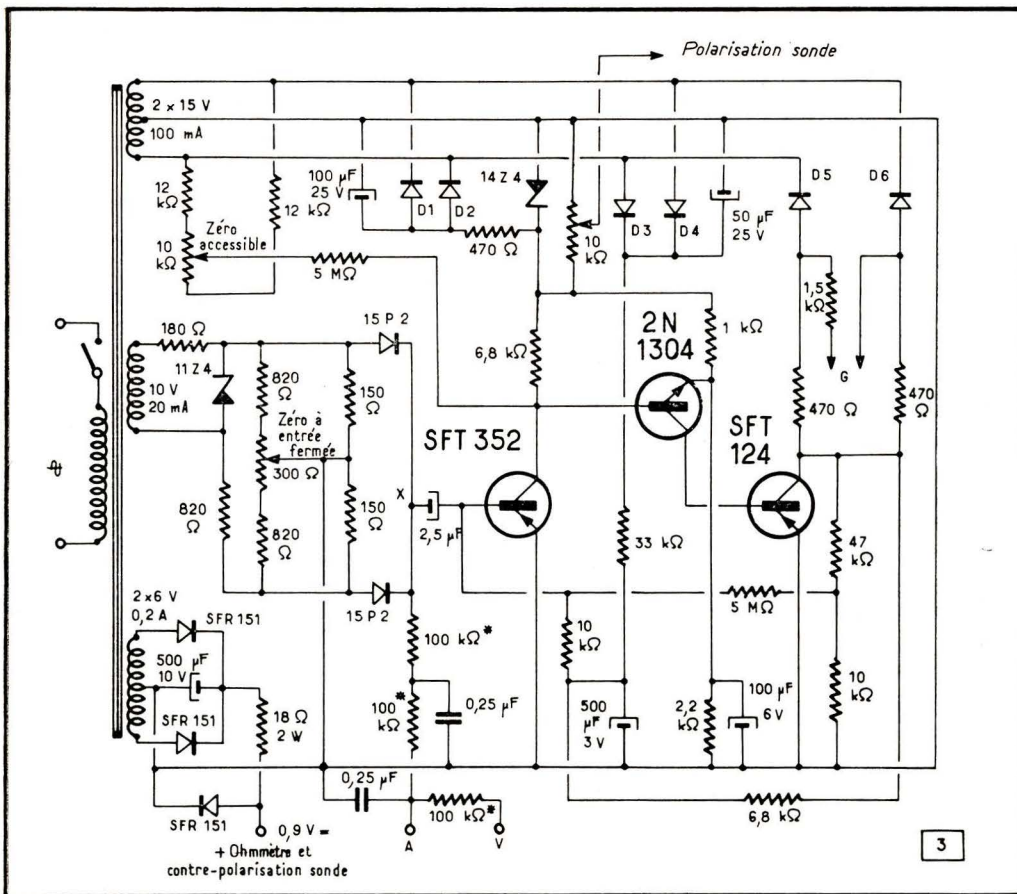 Polarisation sonde
2 x 15 V
100 mA
12
kΩ
Zéro
accessible
10
kΩ
12
kΩ
100 µF
25 V
D1
D2
14 Z 4
470 Ω
10
kΩ
D3
D4
50 µF
25 V
D5
D6
5 MΩ
1,5
kΩ
G
180 Ω
15 P 2
6,8 kΩ
2 N
1304
1 kΩ
10 V
20 mA
11 Z 4
820
Ω
150
Ω
Zéro à
entrée
fermée
300 Ω
SFT 352
470 Ω
470
Ω
SFT
124
820
Ω
820
Ω
150
Ω
X
2,5 µF
33 kΩ
47
kΩ
15 P 2
5 MΩ
2 x 6 V
0,2 A
SFR 151
500 µF
10 V
SFR 151
18 Ω
2 W
100 kΩ*
100*
kΩ
0,25 µF
10
kΩ
500
µF
3 V
2,2
kΩ
100 µF
6 V
10
kΩ
0,25 µF
SFR 151
0,9 V =
100 kΩ*
6,8 kΩ
A
V
+ Ohmmètre et
contre-polarisation sonde
3